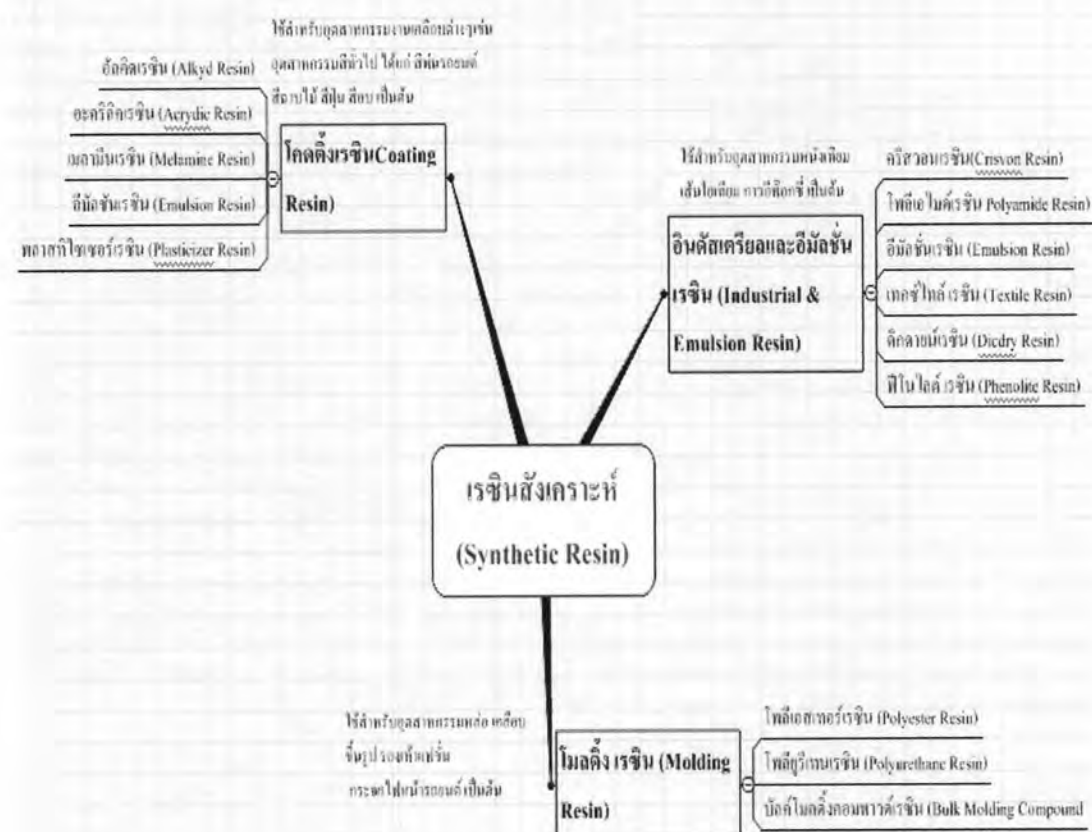 ใช้สำหรับอุตสาหกรรมงานเคลือบต่างๆเช่น
อุตสาหกรรมสีทั่วไป ได้แก่ สีพ่นรถยนต์
สีทาบไม้ สีฝุ่น สีอบ เป็นต้น
อัลคิดเรซิน (Alkyd Resin)
อะคริลิคเรซิน (Acrydic Resin)
เมลามีนเรซิน (Melamine Resin)
อีมัลชันเรซิน (Emulsion Resin)
พลาสทิไซเซอร์เรซิน (Plasticizer Resin)
โคตติ้งเรซินCoating
Resin)
ใช้สำหรับอุตสาหกรรมหนังเทียม
เส้นใยเทียม กาวอีพ๊อกซี่ เป็นต้น
อินดัสเตรียลและอีมัลชั่น
เรซิน (Industrial &
Emulsion Resin)
คริสวอนเรซิน(Crisvon Resin)
โพลีเอไมค์เรซิน Polyamide Resin)
อีมัลชั่นเรซิน (Emulsion Resin)
เทคซ์ไทล์ เรซิน (Textile Resin)
ดิกดายน์เรซิน (Dicdry Resin)
ฟีโนไลต์ เรซิน (Phenolite Resin)
เรซินสังเคราะห์
(Synthetic Resin)
ใช้สำหรับอุตสาหกรรมหล่อ เคลือบ
ขึ้นรูป รองเท้าแฟชั่น
กระจกไฟหน้ารถยนต์ เป็นต้น
โมลดิ้ง เรซิน (Molding
Resin)
โพลีเอสเทอร์เรซิน (Polyester Resin)
โพลียูรีเทนเรซิน (Polyurethane Resin)
บัลค์โมลดิ้งคอมพาวด์เรซิน (Bulk Molding Compound